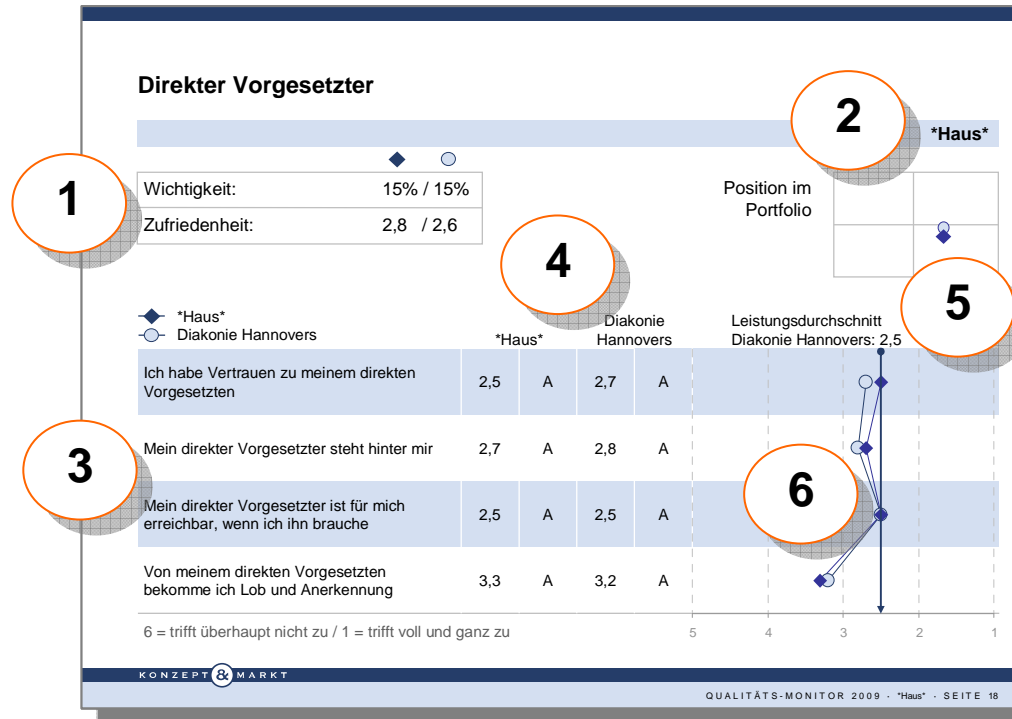 Direkter Vorgesetzter
2
*Haus*
1
Wichtigkeit: 15% / 15%
Zufriedenheit: 2,8 / 2,6
Position im
Portfolio
4
5
*Haus*
Diakonie Hannovers
*Haus*
Diakonie
Hannovers
Leistungsdurchschnitt
Diakonie Hannovers: 2,5
Ich habe Vertrauen zu meinem direkten
Vorgesetzten
2,5 A 2,7 A
3
Mein direkter Vorgesetzter steht hinter mir 2,7 A 2,8 A
6
Mein direkter Vorgesetzter ist für mich
erreichbar, wenn ich ihn brauche
2,5 A 2,5 A
Von meinem direkten Vorgesetzten
bekomme ich Lob und Anerkennung
3,3 A 3,2 A
6 = trifft überhaupt nicht zu / 1 = trifft voll und ganz zu
5 4 3 2 1
KONZEPT & MARKT
QUALITÄTS-MONITOR 2009 · *Haus* · SEITE 18